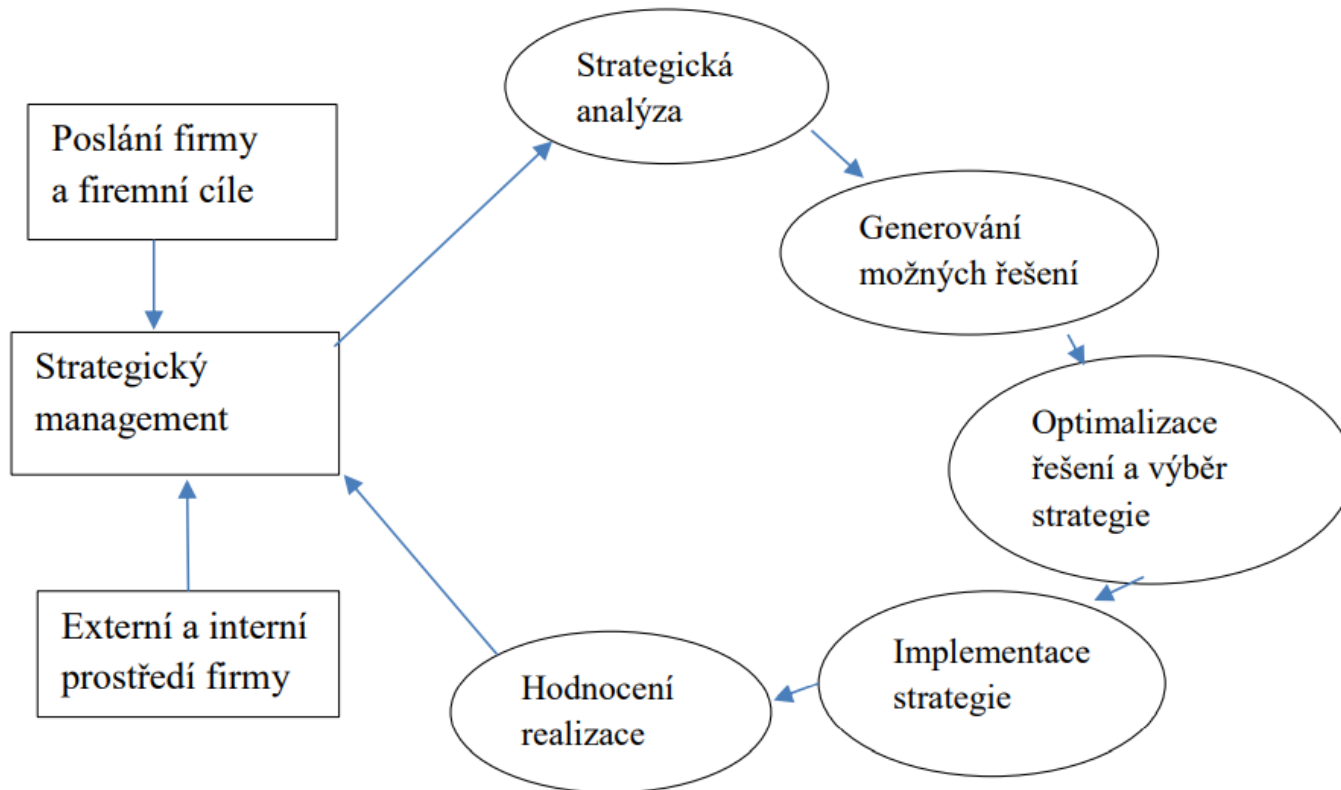 Strategická
analýza
Poslání firmy
a firemní cíle
Generování
možných řešení
Strategický
management
Optimalizace
řešení a výběr
strategie
Externí a interní
prostředí firmy
Implementace
strategie
Hodnocení
realizace